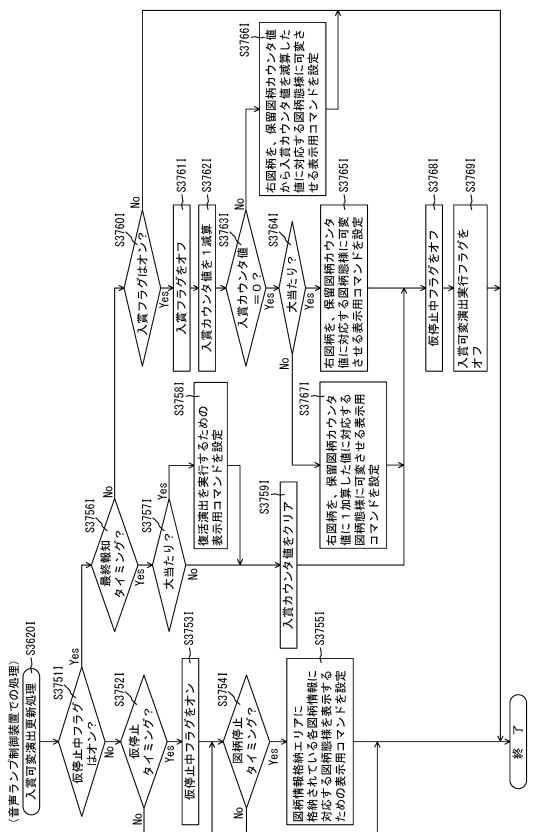 (音声ランプ制御装置での処理)
入賞可変演出更新処理
S3620I
仮停止中フラグ
はオン?
S3751I
Yes
No
仮停止
タイミング?
S3752I
No
Yes
仮停止中フラグをオン
S3753I
図柄停止
タイミング?
S3754I
No
Yes
図柄情報格納エリアに
格納されている各図柄情報に
対応する図柄態様を表示する
ための表示用コマンドを設定
S3755I
最終報知
タイミング?
S3756I
No
Yes
大当たり?
S3757I
Yes
No
復活演出を実行するための
表示用コマンドを設定
S3758I
入賞カウンタ値をクリア
S3759I
入賞フラグはオン?
S3760I
No
Yes
入賞フラグをオフ
S3761I
入賞カウンタ値を1減算
S3762I
入賞カウンタ値
=0?
S3763I
No
Yes
大当たり?
S3764I
No
Yes
右図柄を、保留図柄カウンタ
値に対応する図柄態様に可変
させる表示用コマンドを設定
S3765I
右図柄を、保留図柄カウンタ値
から入賞カウンタ値を減算した
値に対応する図柄態様に可変さ
せる表示用コマンドを設定
S3766I
右図柄を、保留図柄カウンタ
値に1加算した値に対応する
図柄態様に可変させる表示用
コマンドを設定
S3767I
仮停止中フラグをオフ
S3768I
入賞可変演出実行フラグを
オフ
S3769I
終了